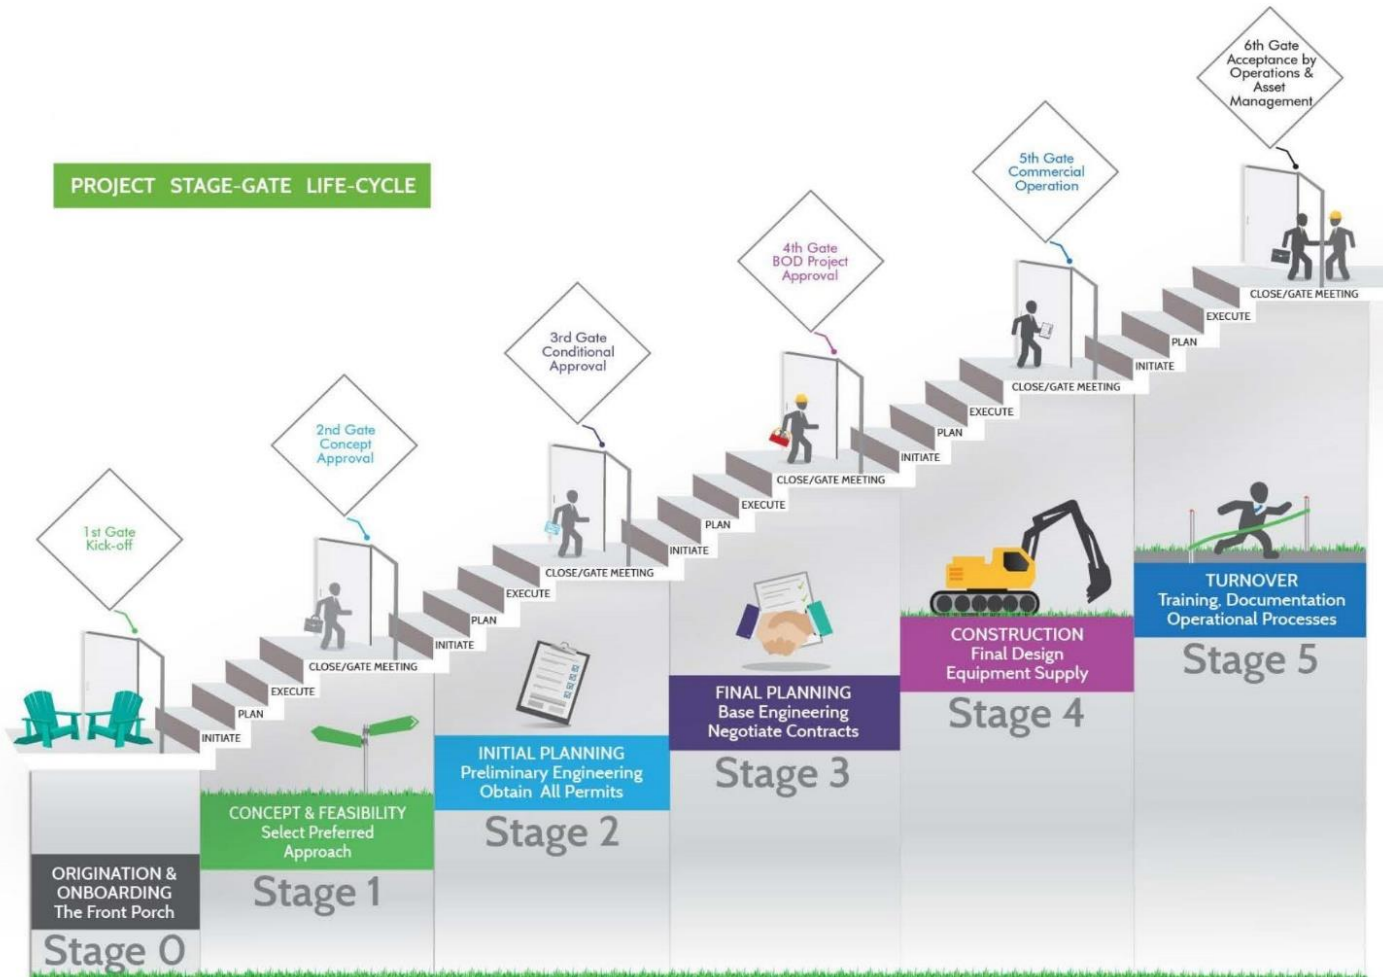 PROJECT STAGE-GATE LIFE-CYCLE
1st Gate
Kick-off
2nd Gate
Concept
Approval
3rd Gate
Conditional
Approval
4th Gate
BOD Project
Approval
5th Gate
Commercial
Operation
6th Gate
Acceptance by
Operations &
Asset
Management
INITIATE
PLAN
EXECUTE
CLOSE/GATE MEETING
INITIATE
PLAN
EXECUTE
CLOSE/GATE MEETING
INITIATE
PLAN
EXECUTE
CLOSE/GATE MEETING
INITIATE
PLAN
EXECUTE
CLOSE/GATE MEETING
INITIATE
PLAN
EXECUTE
CLOSE/GATE MEETING
ORIGINATION &
ONBOARDING
The Front Porch
Stage 0
CONCEPT & FEASIBILITY
Select Preferred
Approach
Stage 1
INITIAL PLANNING
Preliminary Engineering
Obtain All Permits
Stage 2
FINAL PLANNING
Base Engineering
Negotiate Contracts
Stage 3
CONSTRUCTION
Final Design
Equipment Supply
Stage 4
TURNOVER
Training, Documentation
Operational Processes
Stage 5